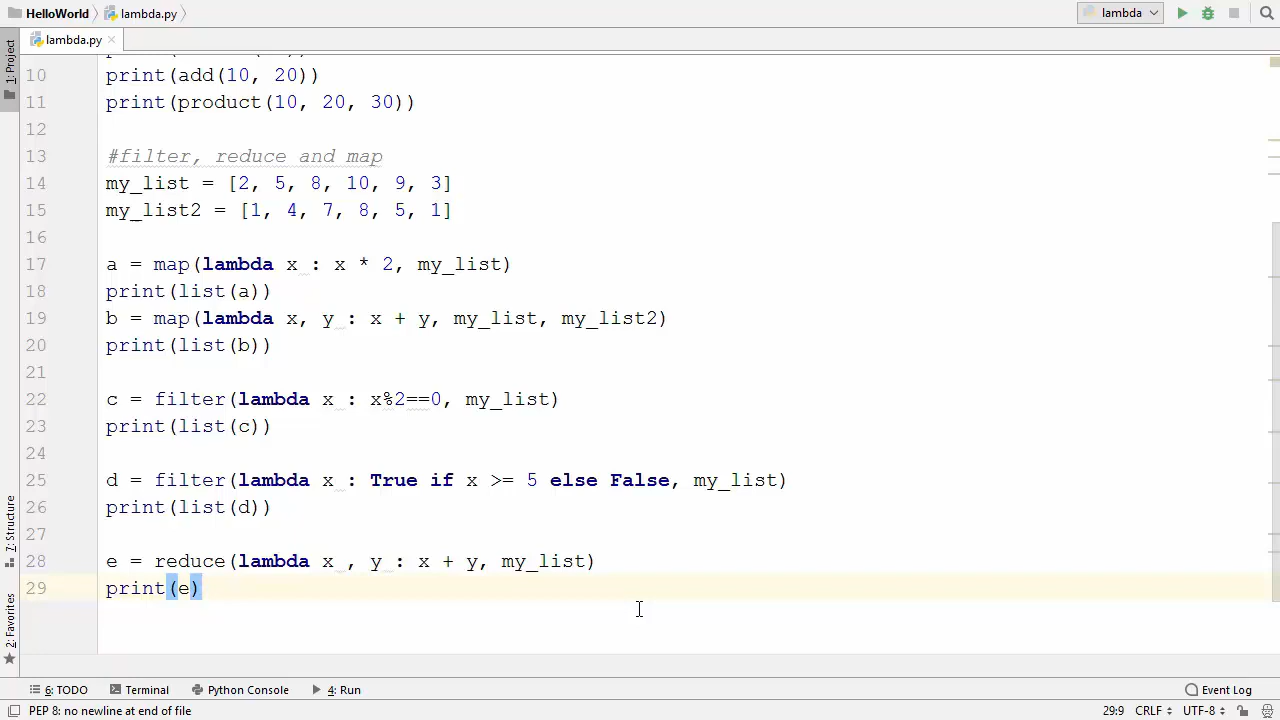 HelloWorld lambda.py lambda
lambda.py
1: Project
10 print(add(10, 20))
11 print(product(10, 20, 30))
12
13 #filter, reduce and map
14 my_list = [2, 5, 8, 10, 9, 3]
15 my_list2 = [1, 4, 7, 8, 5, 1]
16
17 a = map(lambda x : x * 2, my_list)
18 print(list(a))
19 b = map(lambda x, y : x + y, my_list, my_list2)
20 print(list(b))
21
22 c = filter(lambda x : x%2==0, my_list)
23 print(list(c))
24
25 d = filter(lambda x : True if x >= 5 else False, my_list)
26 print(list(d))
27
28 e = reduce(lambda x , y : x + y, my_list)
29 print(e)
7: Structure
2: Favorites
6: TODO Terminal Python Console 4: Run Event Log
PEP 8: no newline at end of file 29:9 CRLF UTF-8